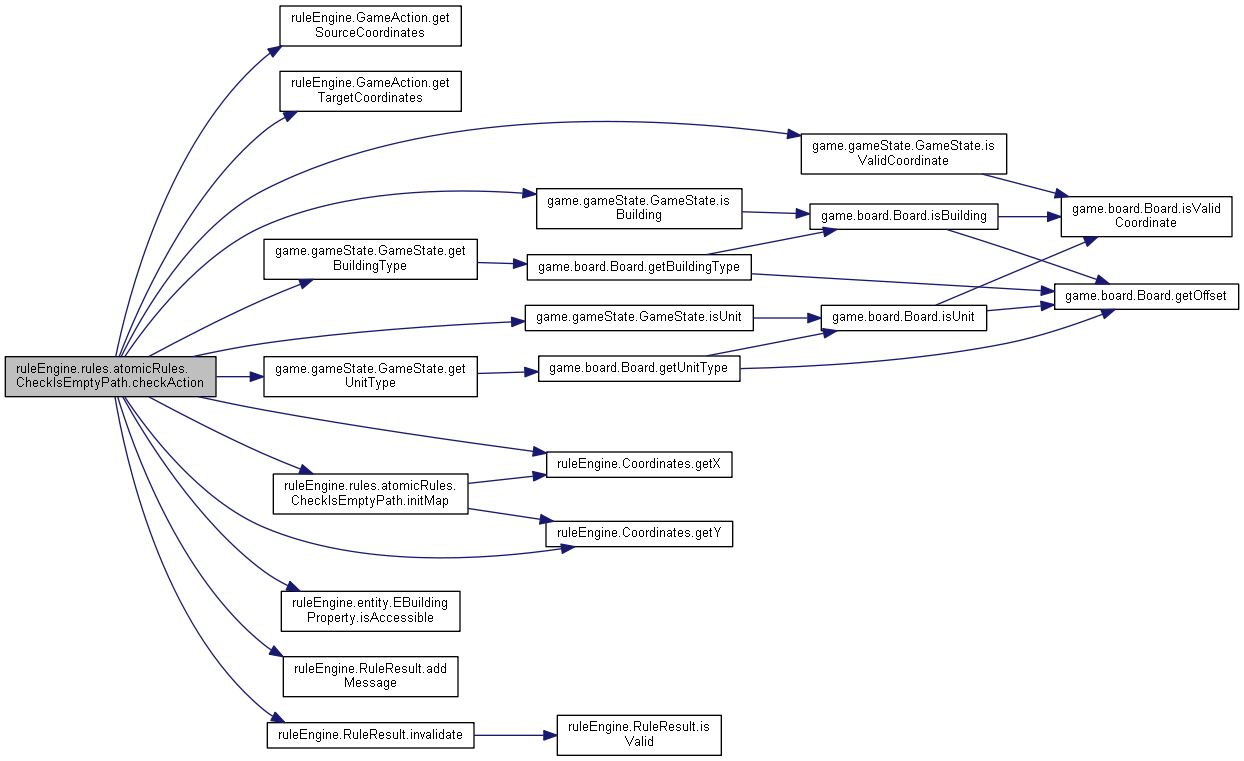 ruleEngine.GameAction.get
SourceCoordinates
ruleEngine.GameAction.get
TargetCoordinates
game.gameState.GameState.is
ValidCoordinate
game.gameState.GameState.is
Building
game.board.Board.isBuilding
game.board.Board.isValid
Coordinate
game.gameState.GameState.get
BuildingType
game.board.Board.getBuildingType
game.board.Board.getOffset
game.gameState.GameState.isUnit
game.board.Board.isUnit
ruleEngine.rules.atomicRules.
CheckIsEmptyPath.checkAction
game.gameState.GameState.get
UnitType
game.board.Board.getUnitType
ruleEngine.Coordinates.getX
ruleEngine.rules.atomicRules.
CheckIsEmptyPath.initMap
ruleEngine.Coordinates.getY
ruleEngine.entity.EBuilding
Property.isAccessible
ruleEngine.RuleResult.add
Message
ruleEngine.RuleResult.invalidate
ruleEngine.RuleResult.is
Valid